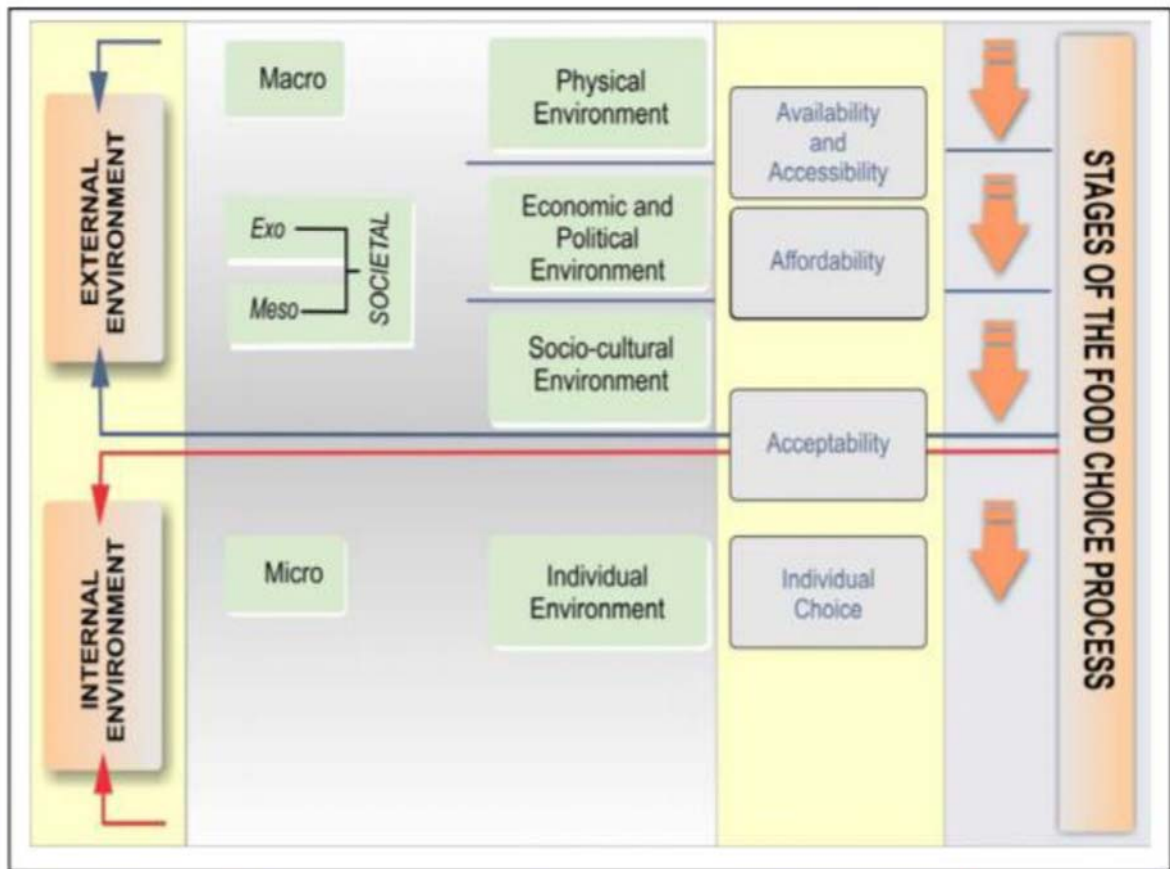 EXTERNAL
ENVIRONMENT
Macro
Physical
Environment
Availability
and
Accessibility
Exo
Meso
SOCIETAL
Economic and
Political
Environment
Affordability
Socio-cultural
Environment
Acceptability
INTERNAL
ENVIRONMENT
Micro
Individual
Environment
Individual
Choice
STAGES OF THE FOOD CHOICE PROCESS